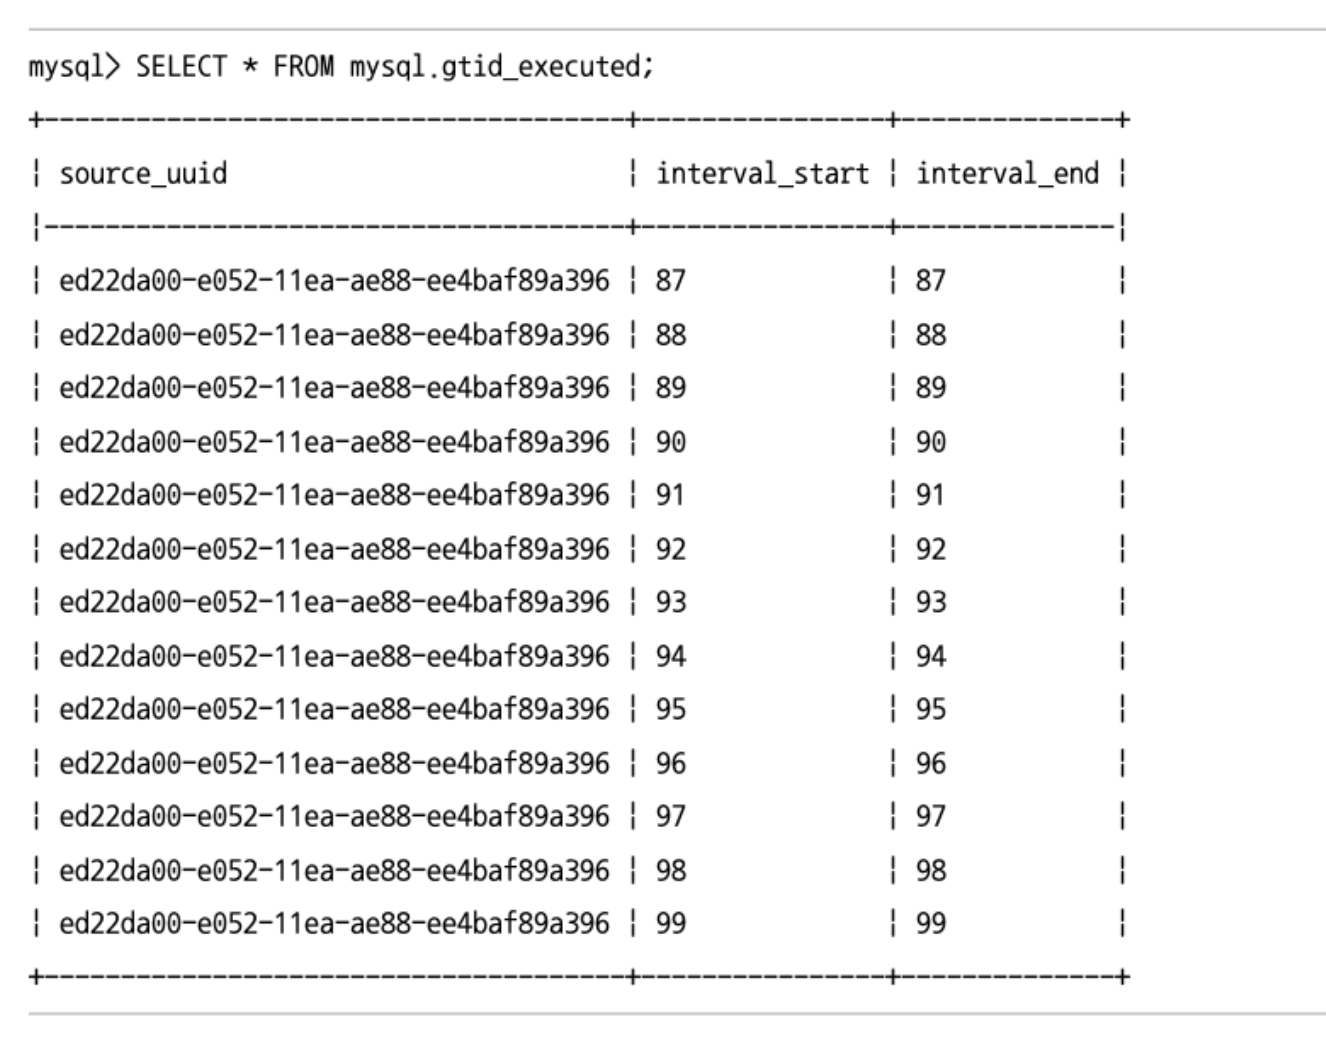 mysql> SELECT * FROM mysql.gtid_executed;
+--------------------------------------+----------------+--------------+
| source_uuid                          | interval_start | interval_end |
|--------------------------------------+----------------+--------------|
| ed22da00-e052-11ea-ae88-ee4baf89a396 | 87             | 87           |
| ed22da00-e052-11ea-ae88-ee4baf89a396 | 88             | 88           |
| ed22da00-e052-11ea-ae88-ee4baf89a396 | 89             | 89           |
| ed22da00-e052-11ea-ae88-ee4baf89a396 | 90             | 90           |
| ed22da00-e052-11ea-ae88-ee4baf89a396 | 91             | 91           |
| ed22da00-e052-11ea-ae88-ee4baf89a396 | 92             | 92           |
| ed22da00-e052-11ea-ae88-ee4baf89a396 | 93             | 93           |
| ed22da00-e052-11ea-ae88-ee4baf89a396 | 94             | 94           |
| ed22da00-e052-11ea-ae88-ee4baf89a396 | 95             | 95           |
| ed22da00-e052-11ea-ae88-ee4baf89a396 | 96             | 96           |
| ed22da00-e052-11ea-ae88-ee4baf89a396 | 97             | 97           |
| ed22da00-e052-11ea-ae88-ee4baf89a396 | 98             | 98           |
| ed22da00-e052-11ea-ae88-ee4baf89a396 | 99             | 99           |
+--------------------------------------+----------------+--------------+